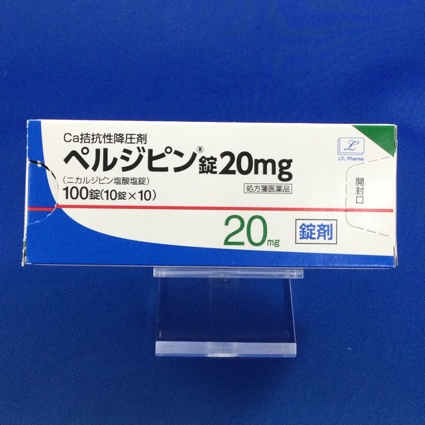 Ca拮抗性降圧剤
ペルジピン®錠20mg
(ニカルジピン塩酸塩錠)
処方箋医薬品
100錠(10錠×10)
20mg
錠剤
L
LTL Pharma
開封口